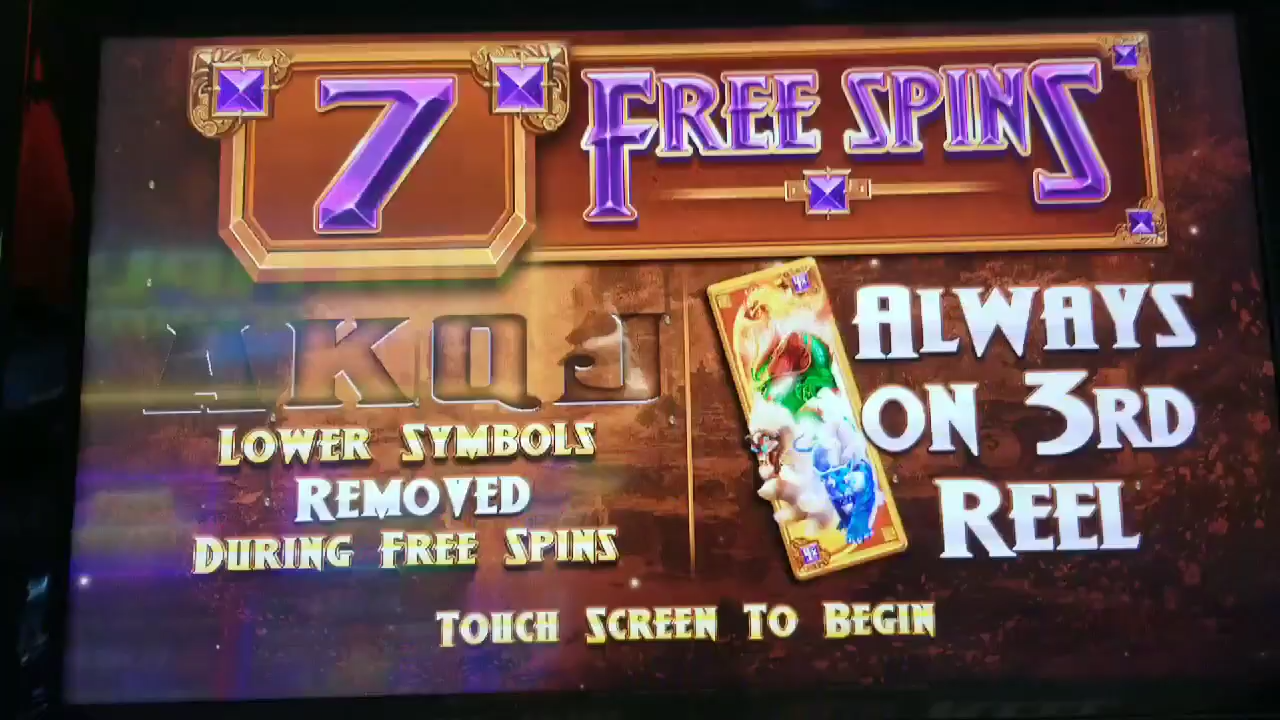 7 FREE SPINS
A K Q J
LOWER SYMBOLS
REMOVED
DURING FREE SPINS
ALWAYS
ON 3RD
REEL
TOUCH SCREEN TO BEGIN